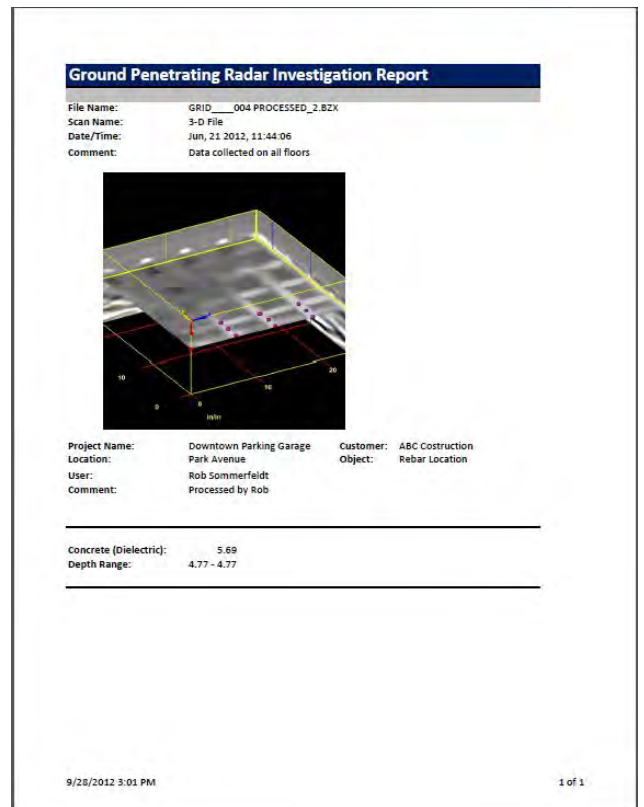 Ground Penetrating Radar Investigation Report
File Name: GRID____004 PROCESSED_2.BZX
Scan Name: 3-D File
Date/Time: Jun, 21 2012, 11:44:06
Comment: Data collected on all floors
10
0
0
10
20
in/in
Project Name: Downtown Parking Garage Customer: ABC Costruction
Location: Park Avenue Object: Rebar Location
User: Rob Sommerfeldt
Comment: Processed by Rob
Concrete (Dielectric): 5.69
Depth Range: 4.77 - 4.77
9/28/2012 3:01 PM 1 of 1